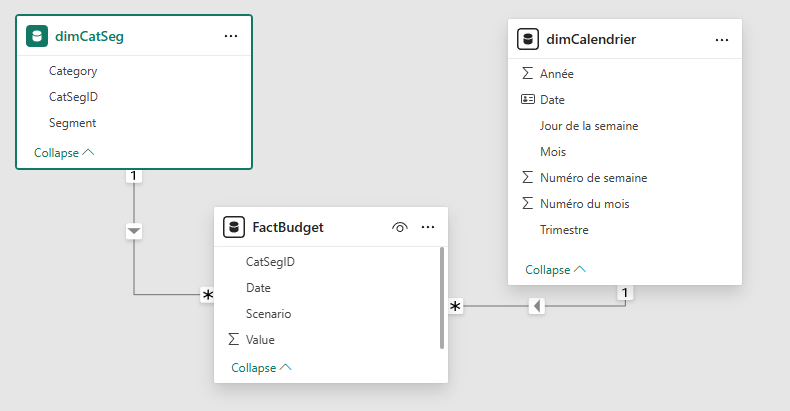 dimCatSeg
...
Category
CatSegID
Segment
Collapse
1
dimCalendrier
...
Σ Année
Date
Jour de la semaine
Mois
Σ Numéro de semaine
Σ Numéro du mois
Trimestre
Collapse
1
FactBudget
...
CatSegID
Date
Scenario
Σ Value
Collapse
*
*